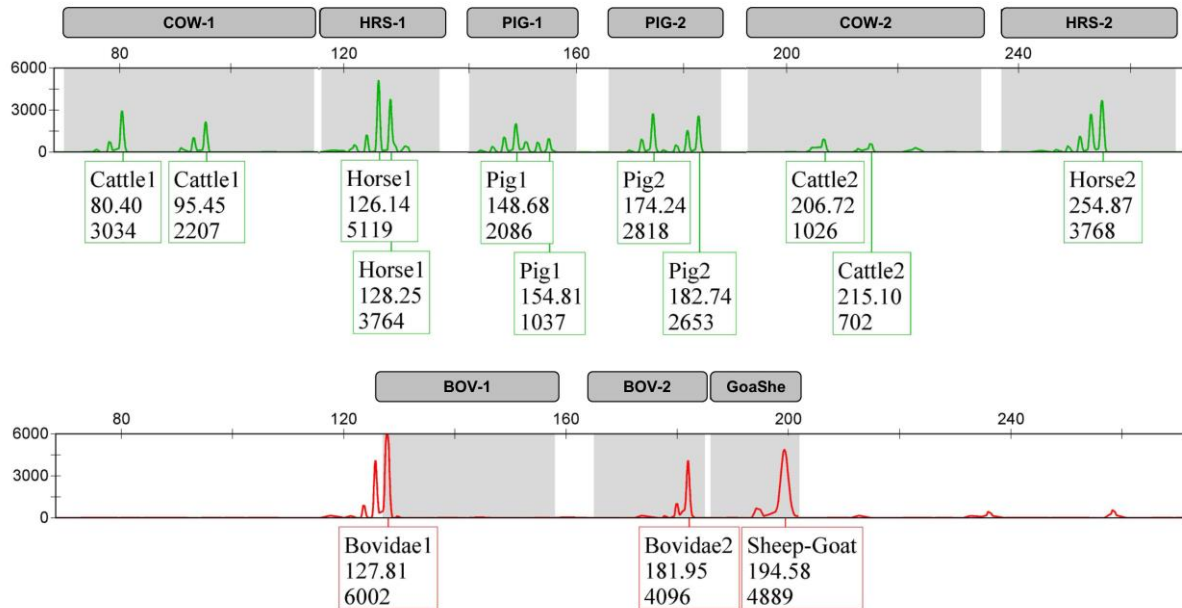 COW-1 HRS-1 PIG-1 PIG-2 COW-2 HRS-2
80 120 160 200 240
6000
3000
0
Cattle1 Cattle1 Horse1 Pig1 Pig2 Cattle2 Horse2
80.40 95.45 126.14 148.68 174.24 206.72 254.87
3034 2207 5119 2086 2818 1026 3768
Horse1 Pig1 Pig2 Cattle2
128.25 154.81 182.74 215.10
3764 1037 2653 702
BOV-1 BOV-2 GoaShe
80 120 160 200 240
6000
3000
0
Bovidae1 Bovidae2 Sheep-Goat
127.81 181.95 194.58
6002 4096 4889